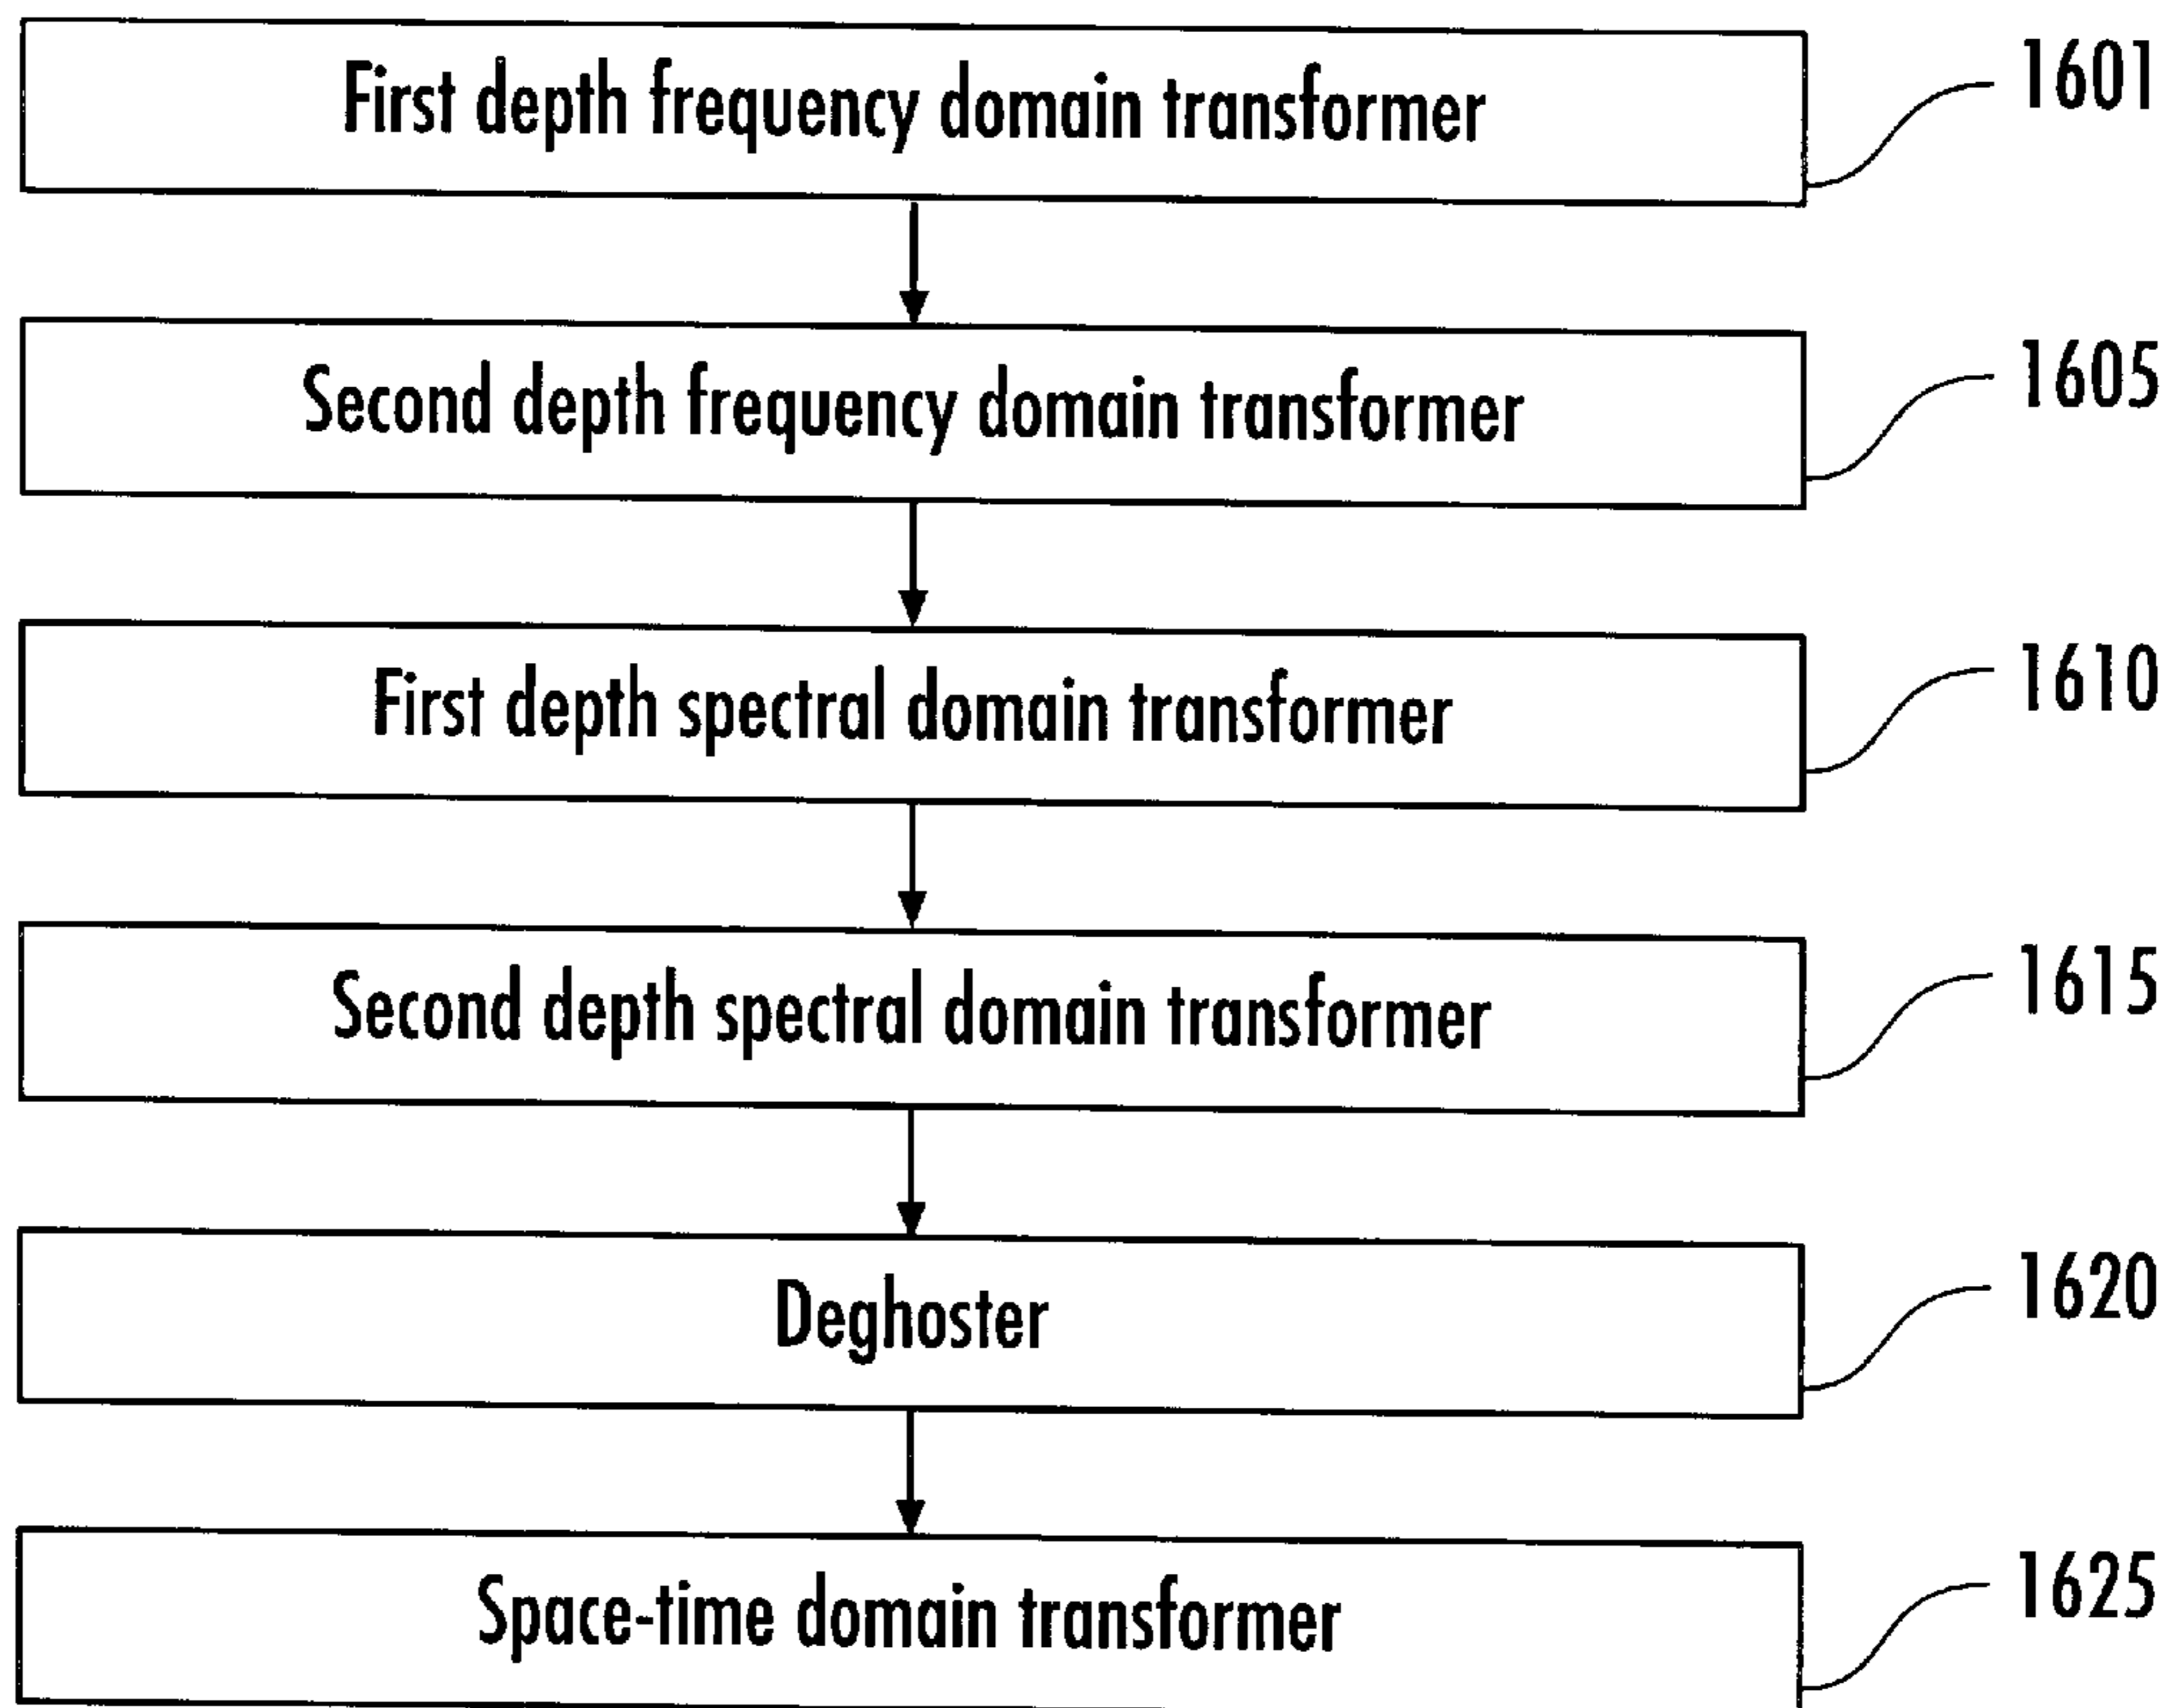 First depth frequency domain transformer
1601
Second depth frequency domain transformer
1605
First depth spectral domain transformer
1610
Second depth spectral domain transformer
1615
Deghoster
1620
Space-time domain transformer
1625